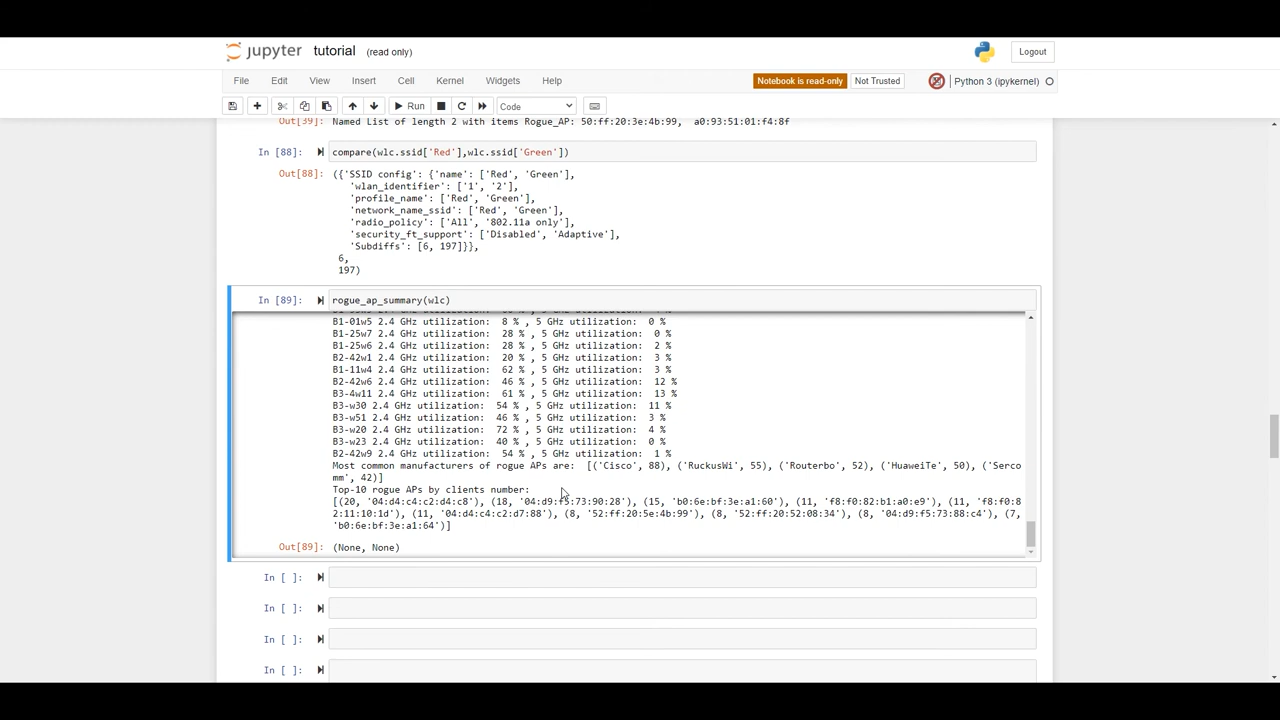 jupyter tutorial (read only)
Logout
File Edit View Insert Cell Kernel Widgets Help
Notebook is read-only Not Trusted Python 3 (ipykernel)
Run Code
Out[39]: Named List of length 2 with items Rogue_AP: 50:ff:20:3e:4b:99, a0:93:51:01:f4:8f
In [88]: compare(wlc.ssid['Red'],wlc.ssid['Green'])
Out[88]: ({'SSID config': {'name': ['Red', 'Green'],
'wlan_identifier': ['1', '2'],
'profile_name': ['Red', 'Green'],
'network_name_ssid': ['Red', 'Green'],
'radio_policy': ['All', '802.11a only'],
'security_ft_support': ['Disabled', 'Adaptive'],
'Subdiffs': [6, 197]}},
6,
197)
In [89]: rogue_ap_summary(wlc)
B1-01w5 2.4 GHz utilization: 8 % , 5 GHz utilization: 0 %
B1-25w7 2.4 GHz utilization: 28 % , 5 GHz utilization: 0 %
B1-25w6 2.4 GHz utilization: 28 % , 5 GHz utilization: 2 %
B2-42w1 2.4 GHz utilization: 20 % , 5 GHz utilization: 3 %
B1-11w4 2.4 GHz utilization: 62 % , 5 GHz utilization: 3 %
B2-42w6 2.4 GHz utilization: 46 % , 5 GHz utilization: 12 %
B3-4w11 2.4 GHz utilization: 61 % , 5 GHz utilization: 13 %
B3-w30 2.4 GHz utilization: 54 % , 5 GHz utilization: 11 %
B3-w51 2.4 GHz utilization: 46 % , 5 GHz utilization: 3 %
B3-w20 2.4 GHz utilization: 72 % , 5 GHz utilization: 4 %
B3-w23 2.4 GHz utilization: 40 % , 5 GHz utilization: 0 %
B2-42w9 2.4 GHz utilization: 54 % , 5 GHz utilization: 1 %
Most common manufacturers of rogue APs are: [('Cisco', 88), ('RuckusWi', 55), ('Routerbo', 52), ('HuaweiTe', 50), ('Serco
mm', 42)]
Top-10 rogue APs by clients number:
[(20, '04:d4:c4:c2:d4:c8'), (18, '04:d9:f5:73:90:28'), (15, 'b0:6e:bf:3e:a1:60'), (11, 'f8:f0:82:b1:a0:e9'), (11, 'f8:f0:8
2:11:10:1d'), (11, '04:d4:c4:c2:d7:88'), (8, '52:ff:20:5e:4b:99'), (8, '52:ff:20:52:08:34'), (8, '04:d9:f5:73:88:c4'), (7,
'b0:6e:bf:3e:a1:64')]
Out[89]: (None, None)
In [ ]:
In [ ]:
In [ ]:
In [ ]: